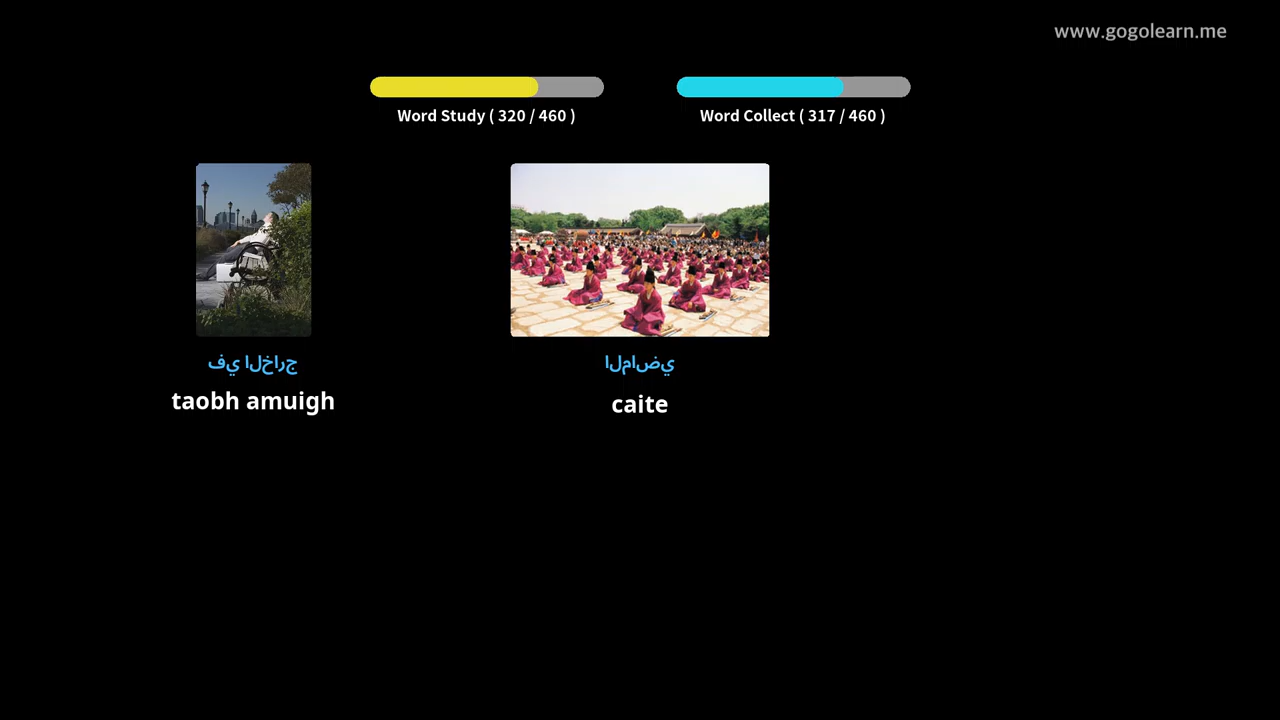 www.gogolearn.me
Word Study ( 320 / 460 )
Word Collect ( 317 / 460 )
في الخارج
الماضي
taobh amuigh
caite